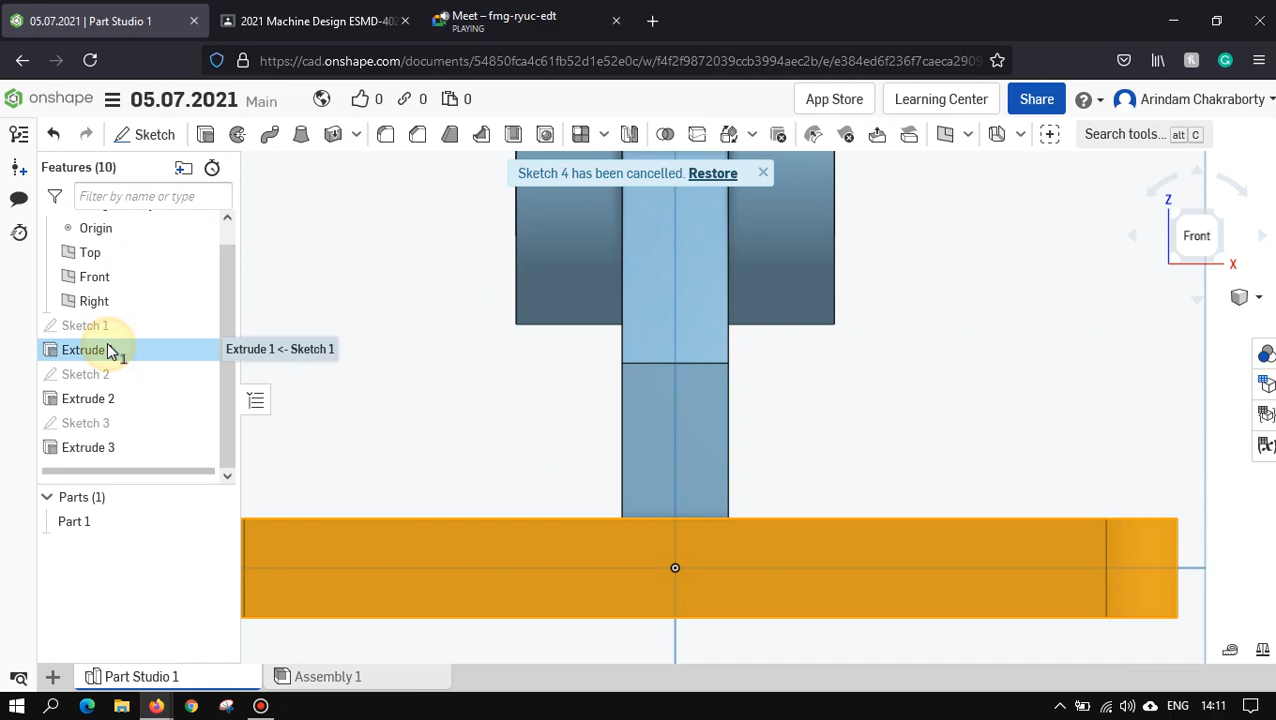 05.07.2021 | Part Studio 1
2021 Machine Design ESMD-402
Meet – fmg-ryuc-edt
PLAYING
https://cad.onshape.com/documents/54850fca4c61fb52d1e52e0c/w/f4f2f9872039ccb3994aec2b/e/e384ed6f236f7caeca2909
onshape
05.07.2021 Main
0
0
0
App Store
Learning Center
Share
Arindam Chakraborty
Sketch
Search tools...
alt C
Features (10)
Filter by name or type
Origin
Top
Front
Right
Sketch 1
Extrude
1
Extrude 1 <- Sketch 1
Sketch 2
Extrude 2
Sketch 3
Extrude 3
Parts (1)
Part 1
Sketch 4 has been cancelled. Restore
Z
Front
X
Part Studio 1
Assembly 1
ENG
14:11